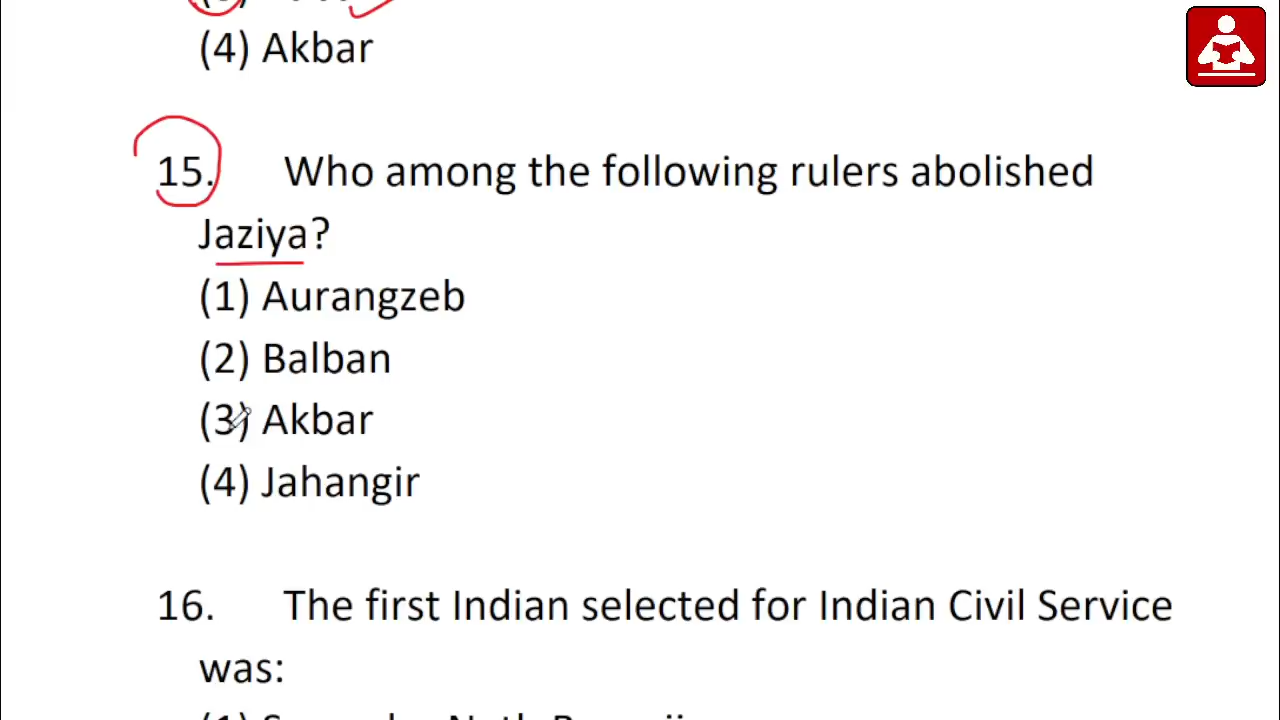 (4) Akbar
15. Who among the following rulers abolished
Jaziya?
(1) Aurangzeb
(2) Balban
(3) Akbar
(4) Jahangir
16. The first Indian selected for Indian Civil Service
was: